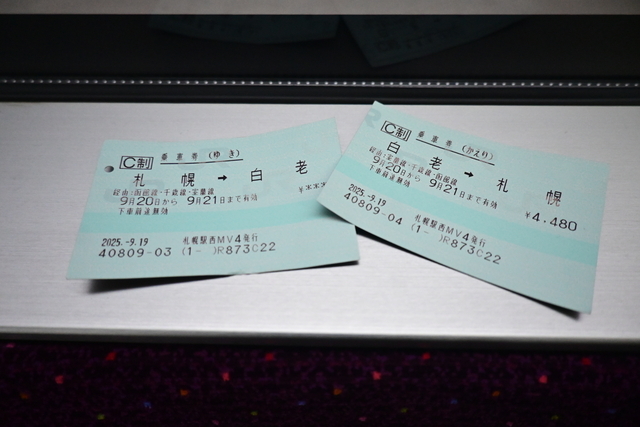 C制 乗車券 (ゆき)
札幌 → 白老
経由:函館線・千歳線・室蘭線
9月20日から 9月21日まで有効
¥***
下車前途無効
2025.-9.19 札幌駅西MV4発行
40809-03 (1- )R873C22
C制 乗車券 (かえり)
白老 → 札幌
経由:室蘭線・千歳線・函館線
9月20日から 9月21日まで有効
¥4,480
下車前途無効
2025.-9.19 札幌駅西MV4発行
40809-04 (1- )R873C22